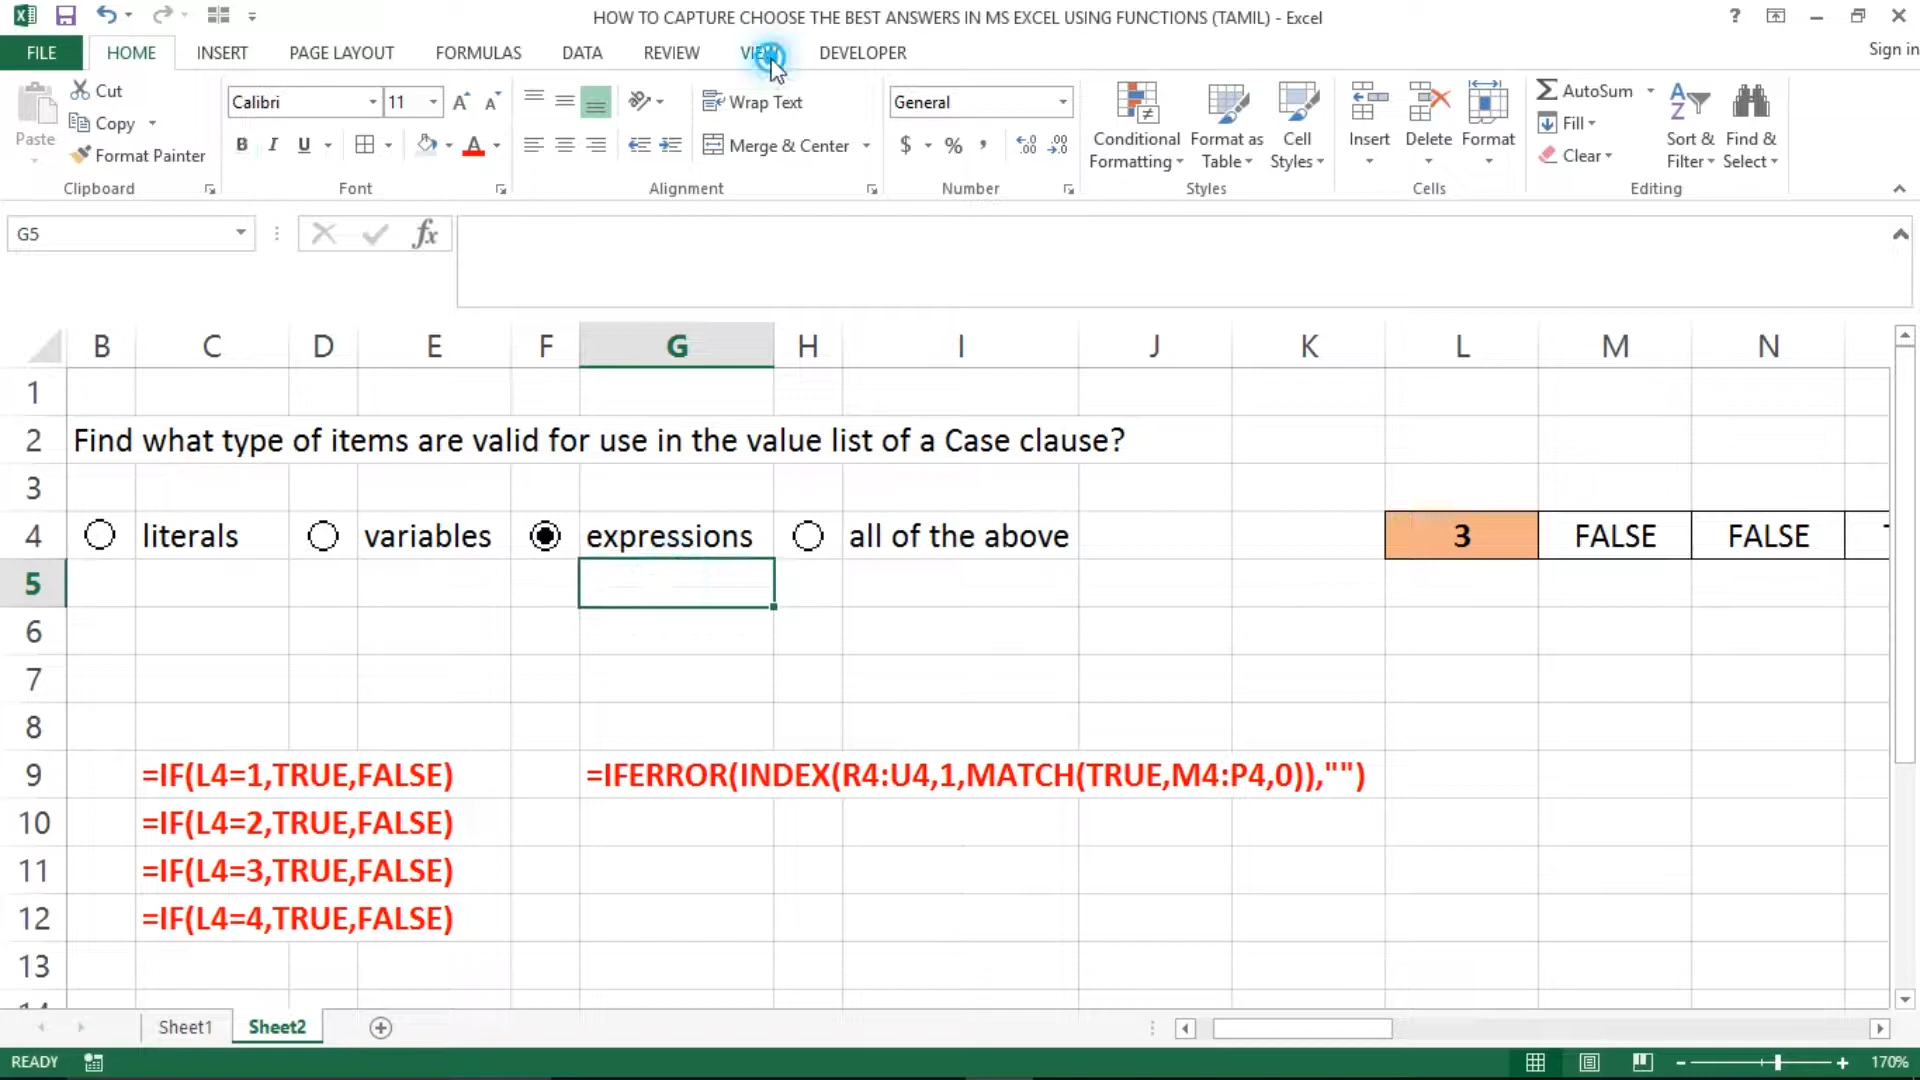 HOW TO CAPTURE CHOOSE THE BEST ANSWERS IN MS EXCEL USING FUNCTIONS (TAMIL) - Excel
?
FILE HOME INSERT PAGE LAYOUT FORMULAS DATA REVIEW VIEW DEVELOPER Sign in
Paste
Cut
Copy
Format Painter
Clipboard
Calibri 11
B I U
Font
Wrap Text
Merge & Center
Alignment
General
$ % ,
Number
Conditional Formatting
Format as Table
Cell Styles
Styles
Insert
Delete
Format
Cells
AutoSum
Fill
Clear
Sort & Filter
Find & Select
Editing
G5 fx
B C D E F G H I J K L M N
1
2 Find what type of items are valid for use in the value list of a Case clause?
3
4 literals variables expressions all of the above 3 FALSE FALSE
5
6
7
8
9 =IF(L4=1,TRUE,FALSE) =IFERROR(INDEX(R4:U4,1,MATCH(TRUE,M4:P4,0)),"")
10 =IF(L4=2,TRUE,FALSE)
11 =IF(L4=3,TRUE,FALSE)
12 =IF(L4=4,TRUE,FALSE)
13
Sheet1 Sheet2
READY 170%